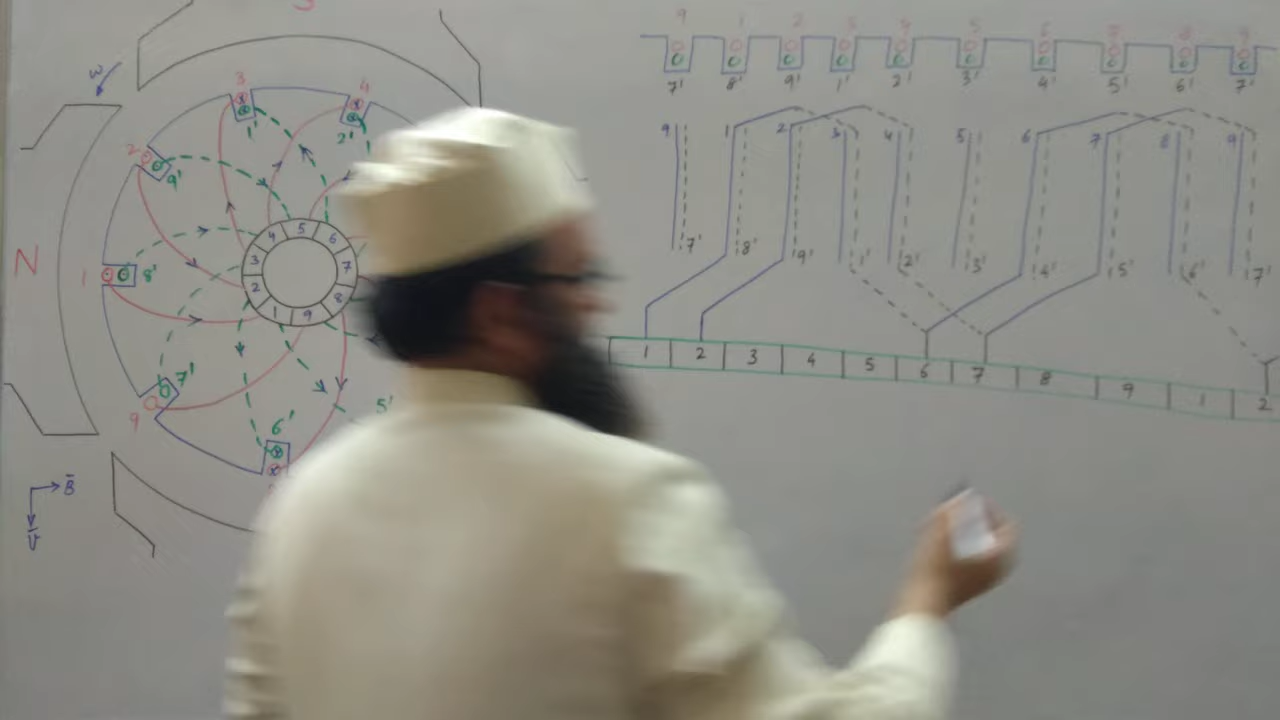 S
9 1 2 3 4 5 6 7 8 9
7' 8' 9' 1' 2' 3' 4' 5' 6' 7'
ω
3 4
1' 2'
2
9'
N
1 8'
1 2 3 4 5 6 7 8 9
7'
9
6'
5'
B̄
V̄
9 1 2 3 4 5 6 7 8 9
7' 8' 9' 1' 2' 3' 4' 5' 6' 7'
1 2 3 4 5 6 7 8 9 1 2